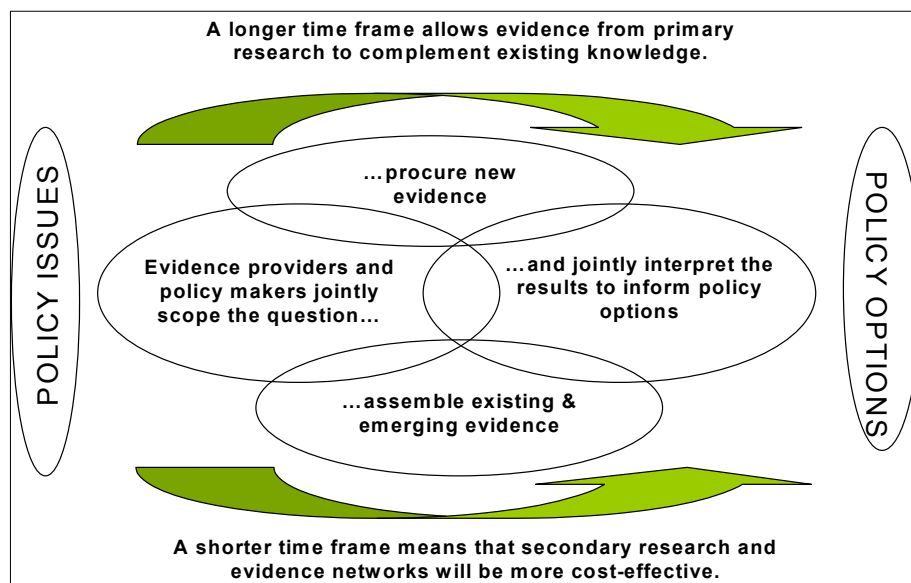 A longer time frame allows evidence from primary
research to complement existing knowledge.
POLICY ISSUES
…procure new
evidence
Evidence providers and
policy makers jointly
scope the question…
…and jointly interpret the
results to inform policy
options
…assemble existing &
emerging evidence
POLICY OPTIONS
A shorter time frame means that secondary research and
evidence networks will be more cost-effective.